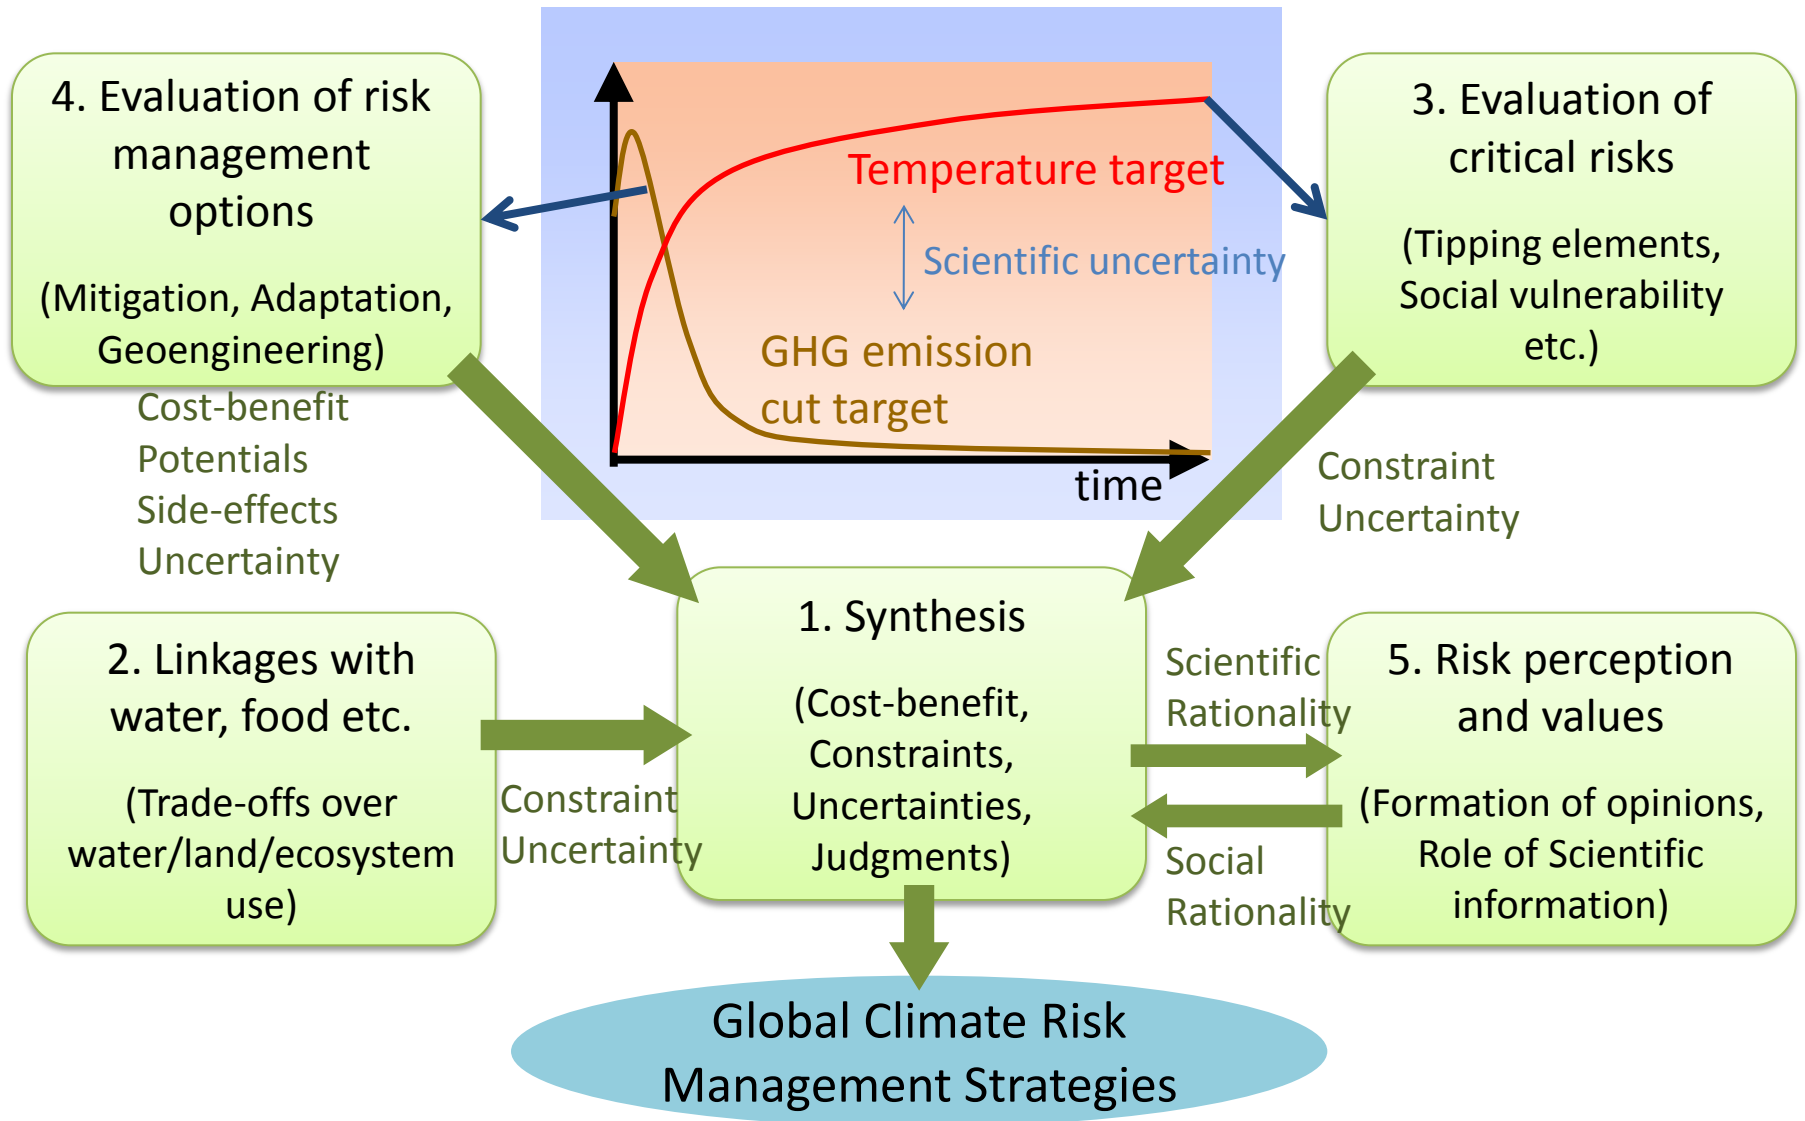 4. Evaluation of risk
management
options
(Mitigation, Adaptation,
Geoengineering)
Cost-benefit
Potentials
Side-effects
Uncertainty
Temperature target
Scientific uncertainty
GHG emission
cut target
time
3. Evaluation of
critical risks
(Tipping elements,
Social vulnerability
etc.)
Constraint
Uncertainty
2. Linkages with
water, food etc.
(Trade-offs over
water/land/ecosystem
use)
Constraint
Uncertainty
1. Synthesis
(Cost-benefit,
Constraints,
Uncertainties,
Judgments)
Scientific
Rationality
Social
Rationality
5. Risk perception
and values
(Formation of opinions,
Role of Scientific
information)
Global Climate Risk
Management Strategies